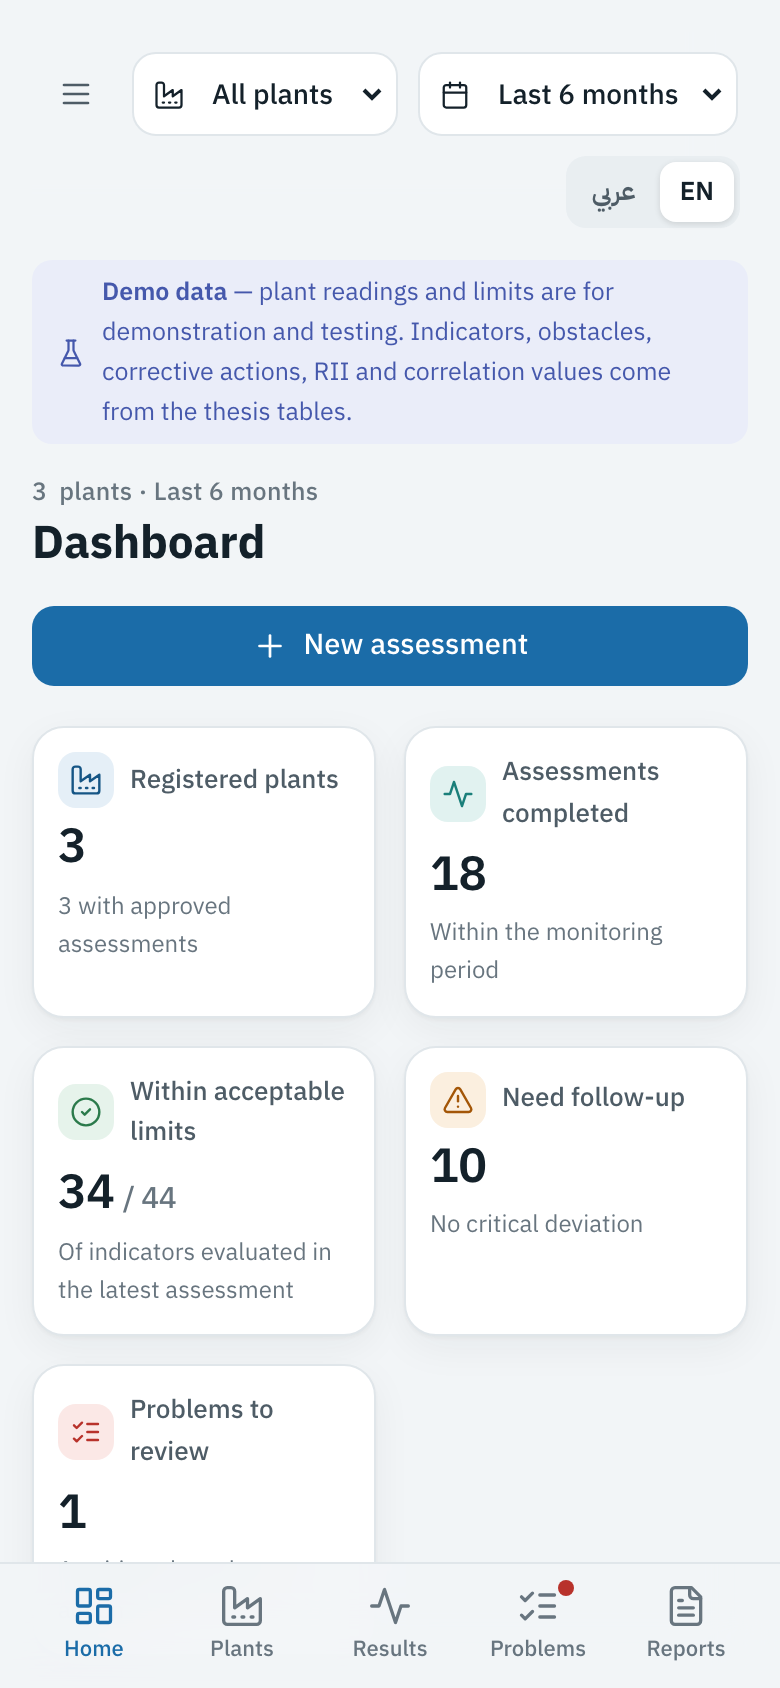 All plants
Last 6 months
عربي
EN
Demo data — plant readings and limits are for
demonstration and testing. Indicators, obstacles,
corrective actions, RII and correlation values come
from the thesis tables.
3 plants · Last 6 months
Dashboard
New assessment
Registered plants
3
3 with approved
assessments
Assessments
completed
18
Within the monitoring
period
Within acceptable
limits
34 / 44
Of indicators evaluated in
the latest assessment
Need follow-up
10
No critical deviation
Problems to
review
1
Home
Plants
Results
Problems
Reports